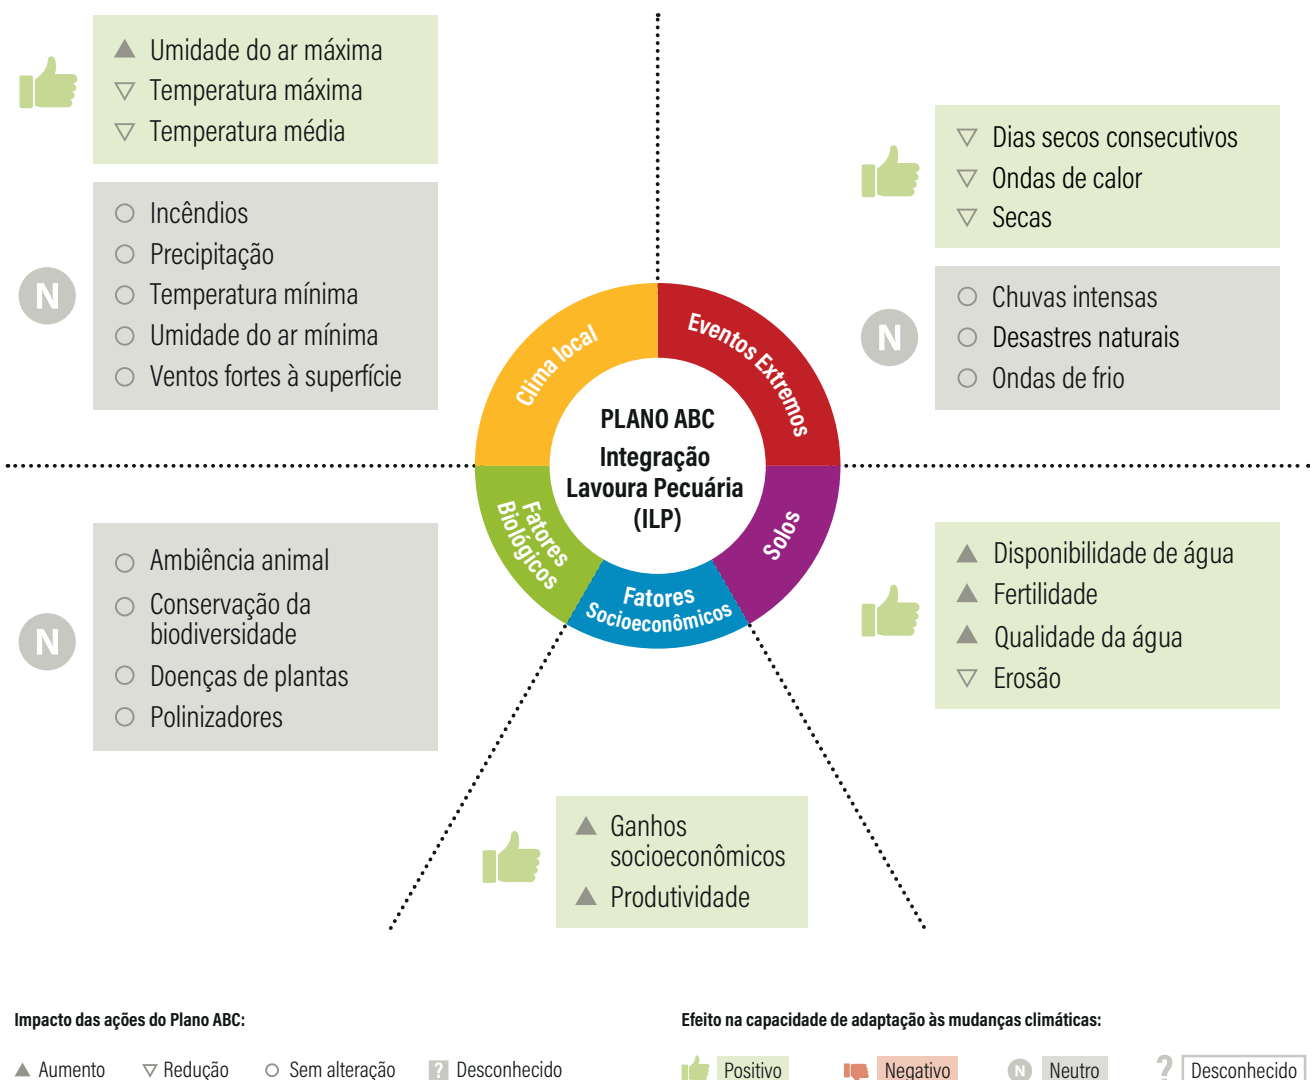 Umidade do ar máxima
Temperatura máxima
Temperatura média
N
Incêndios
Precipitação
Temperatura mínima
Umidade do ar mínima
Ventos fortes à superfície
Dias secos consecutivos
Ondas de calor
Secas
N
Chuvas intensas
Desastres naturais
Ondas de frio
Clima local
Eventos Extremos
PLANO ABC
Integração
Lavoura Pecuária
(ILP)
Fatores
Biológicos
Fatores
Socioeconômicos
Solos
N
Ambiência animal
Conservação da
biodiversidade
Doenças de plantas
Polinizadores
Disponibilidade de água
Fertilidade
Qualidade da água
Erosão
Ganhos
socioeconômicos
Produtividade
Impacto das ações do Plano ABC:
Aumento
Redução
Sem alteração
? Desconhecido
Efeito na capacidade de adaptação às mudanças climáticas:
Positivo
Negativo
N Neutro
? Desconhecido